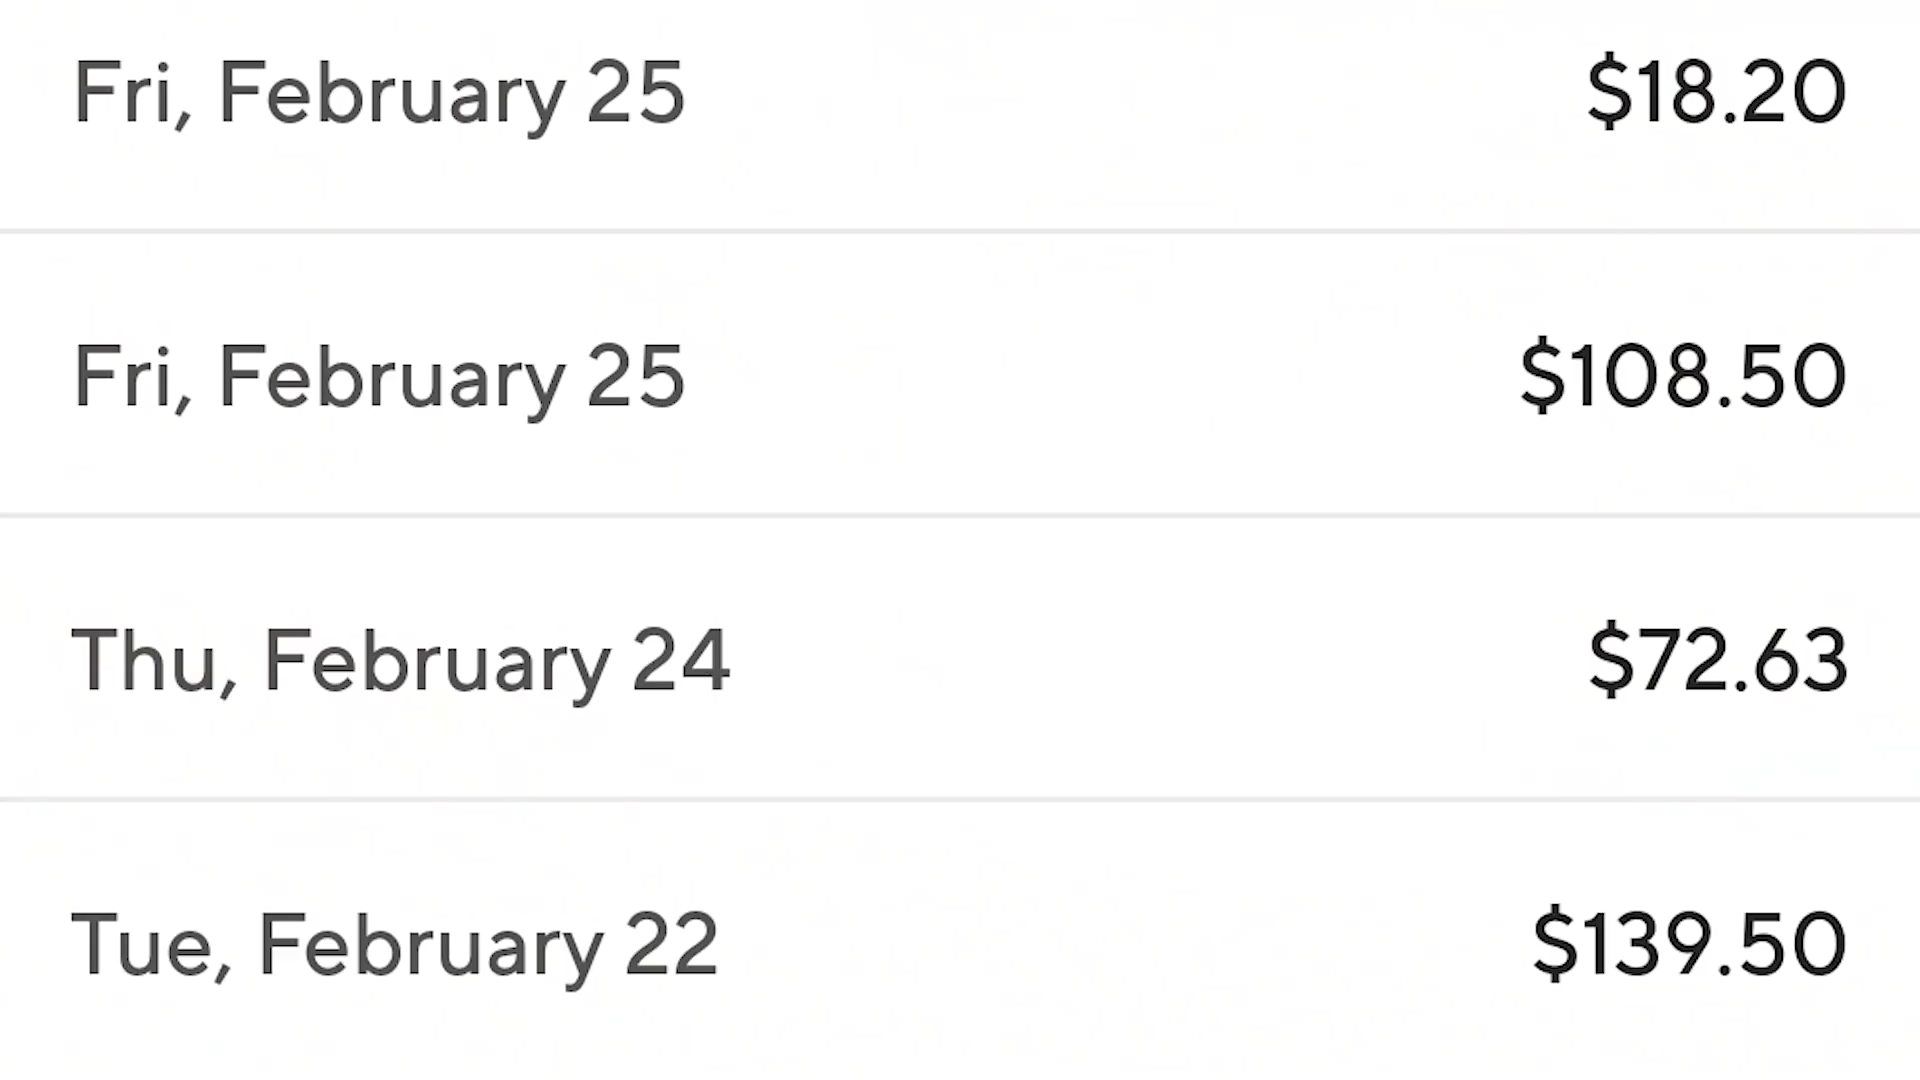 Fri, February 25 $18.20
Fri, February 25 $108.50
Thu, February 24 $72.63
Tue, February 22 $139.50